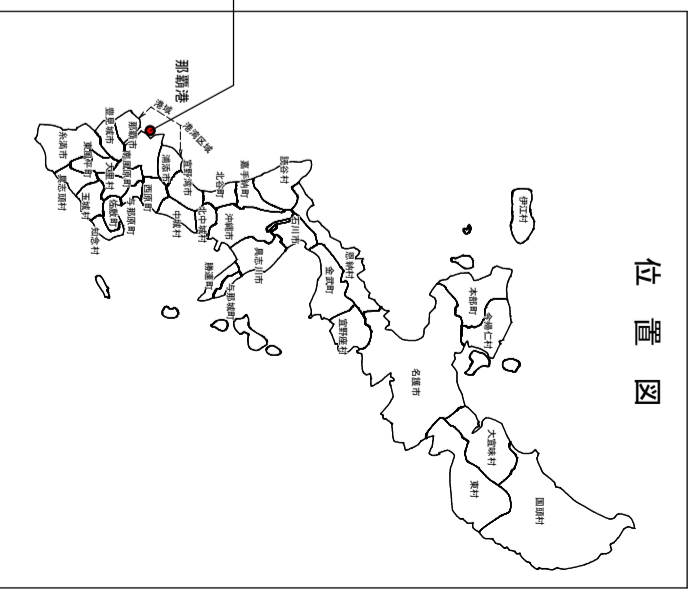 位置図
伊江村
本部町
今帰仁村
名護市
大宜味村
国頭村
東村
恩納村
金武町
宜野座村
読谷村
石川市
嘉手納町
沖縄市
具志川市
北谷町
北中城村
勝連町
与那城町
宜野湾市
中城村
浦添市
西原町
那覇港
港域
港湾区域
那覇市
豊見城市
南風原町
与那原町
大里村
佐敷町
東風平町
玉城村
知念村
糸満市
具志頭村